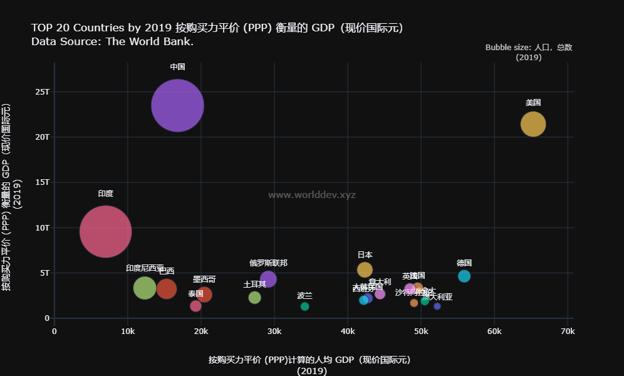 TOP 20 Countries by 2019 按购买力平价 (PPP) 衡量的 GDP (现价国际元)
Data Source: The World Bank.
Bubble size: 人口，总数
(2019)
中国
美国
25T
20T
15T
10T
5T
0
印度
www.worlddev.xyz
印度尼西亚
巴西
泰国
墨西哥
俄罗斯联邦
土耳其
波兰
日本
意大利
西班牙
英国
德国
按购买力平价 (PPP) 衡量的 GDP (现价国际元)
(2019)
0
10k
20k
30k
40k
50k
60k
70k
按购买力平价 (PPP)计算的人均 GDP (现价国际元)
(2019)